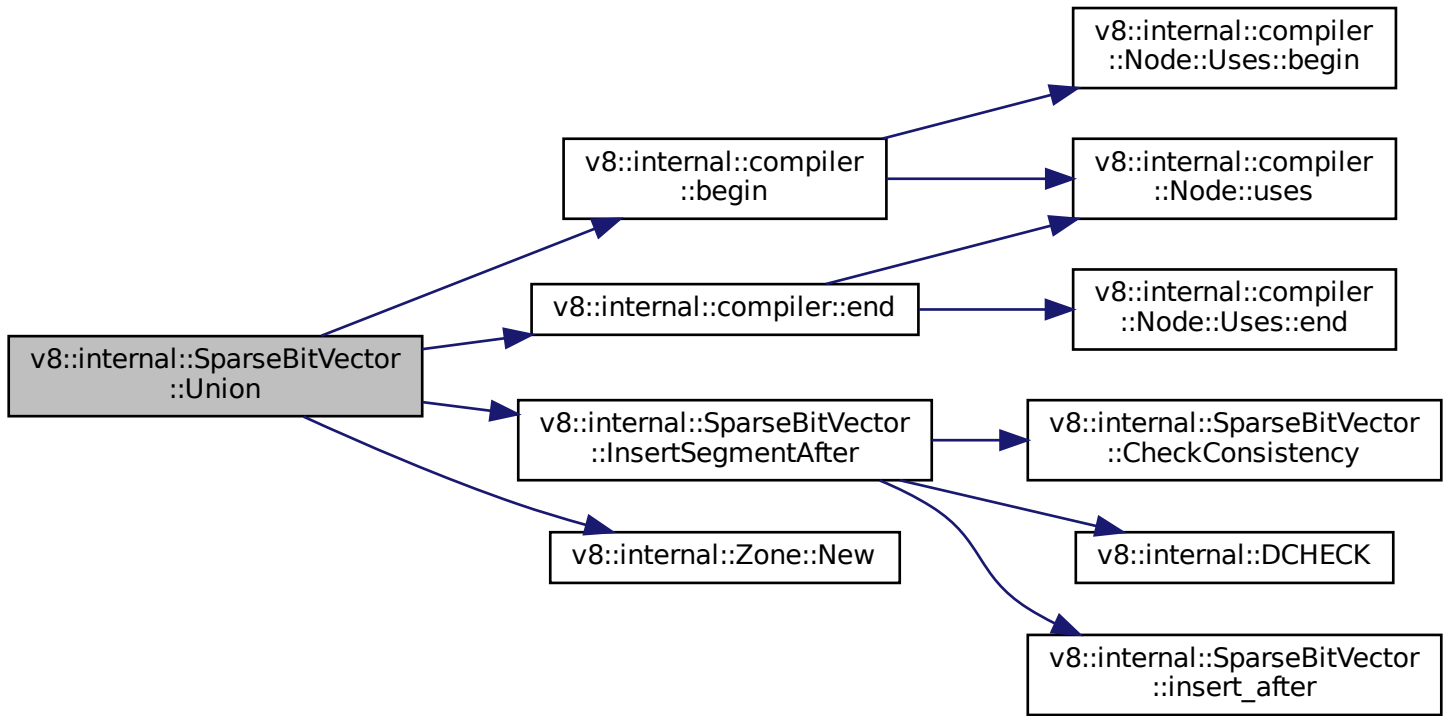 v8::internal::SparseBitVector
::Union
v8::internal::compiler
::begin
v8::internal::compiler::end
v8::internal::SparseBitVector
::InsertSegmentAfter
v8::internal::Zone::New
v8::internal::compiler
::Node::Uses::begin
v8::internal::compiler
::Node::uses
v8::internal::compiler
::Node::Uses::end
v8::internal::SparseBitVector
::CheckConsistency
v8::internal::DCHECK
v8::internal::SparseBitVector
::insert_after